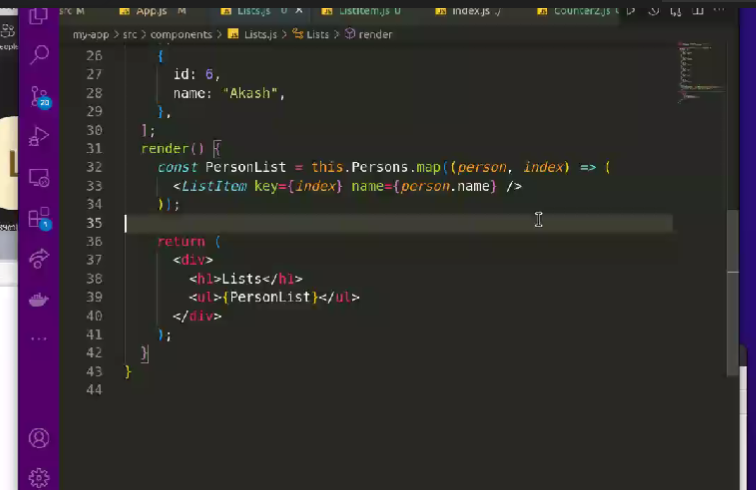 App.js M
Lists.js U
ListItem.js U
index.js ./
Counter2.js
my-app > src > components > Lists.js > Lists > render
26 {
27 id: 6,
28 name: "Akash",
29 },
30 ];
31 render() {
32 const PersonList = this.Persons.map((person, index) => (
33 <ListItem key={index} name={person.name} />
34 ));
35
36 return (
37 <div>
38 <h1>Lists</h1>
39 <ul>{PersonList}</ul>
40 </div>
41 );
42 }
43 }
44